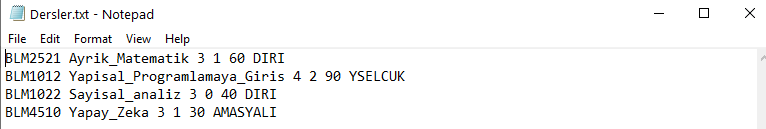 Dersler.txt - Notepad
File Edit Format View Help
BLM2521 Ayrik_Matematik 3 1 60 DIRI
BLM1012 Yapisal_Programlamaya_Giris 4 2 90 YSELCUK
BLM1022 Sayisal_analiz 3 0 40 DIRI
BLM4510 Yapay_Zeka 3 1 30 AMASYALI